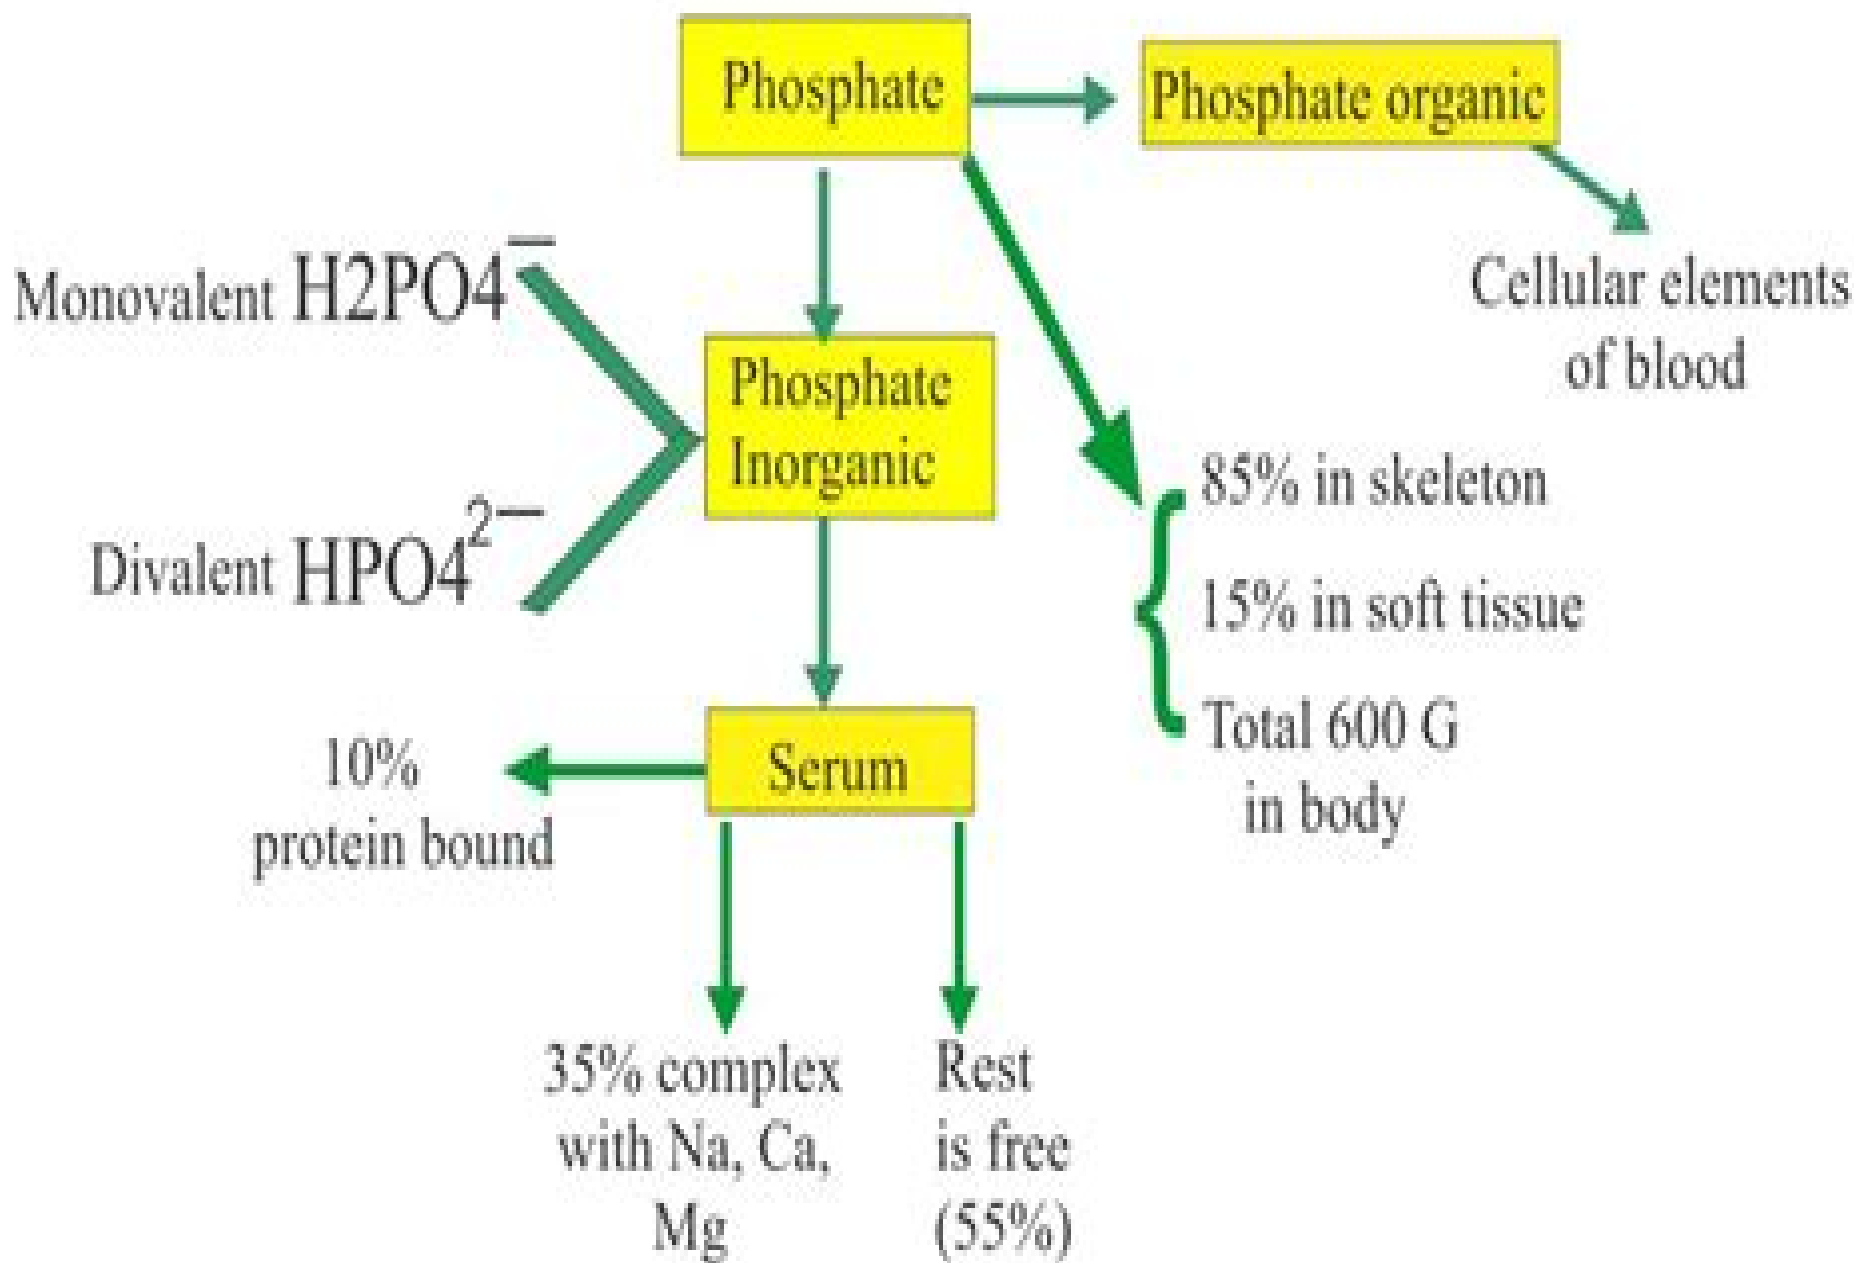 Phosphate
Phosphate organic
Cellular elements
of blood
Monovalent H2PO4⁻
Phosphate
Inorganic
Divalent HPO4²⁻
85% in skeleton
15% in soft tissue
Total 600 G
in body
Serum
10%
protein bound
35% complex
with Na, Ca,
Mg
Rest
is free
(55%)